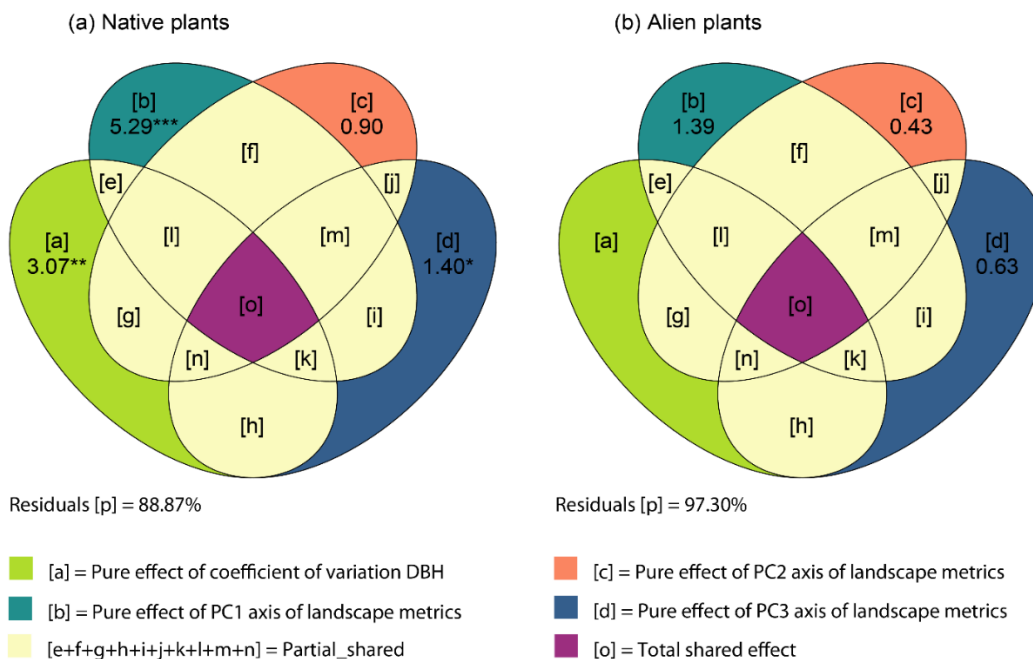 (a) Native plants
[b]
5.29***
[c]
0.90
[f]
[e]
[j]
[a]
3.07**
[l]
[m]
[d]
1.40*
[o]
[g]
[i]
[n]
[k]
[h]
Residuals [p] = 88.87%
(b) Alien plants
[b]
1.39
[c]
0.43
[f]
[e]
[j]
[a]
[l]
[m]
[d]
0.63
[o]
[g]
[i]
[n]
[k]
[h]
Residuals [p] = 97.30%
[a] = Pure effect of coefficient of variation DBH
[b] = Pure effect of PC1 axis of landscape metrics
[e+f+g+h+i+j+k+l+m+n] = Partial_shared
[c] = Pure effect of PC2 axis of landscape metrics
[d] = Pure effect of PC3 axis of landscape metrics
[o] = Total shared effect